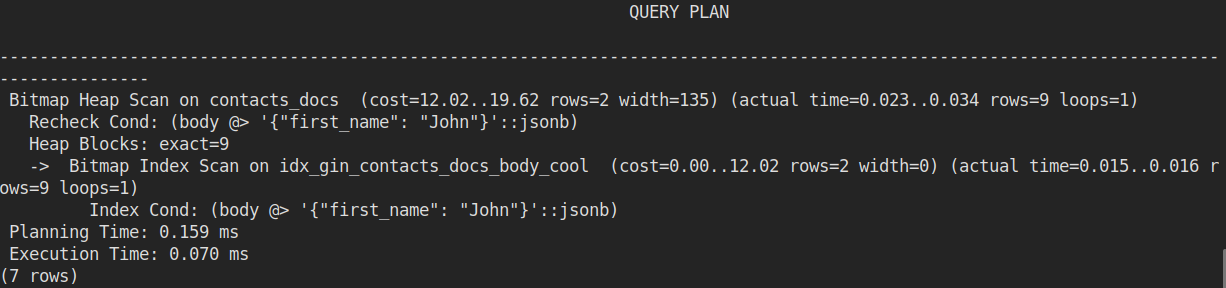 QUERY PLAN
--------------------------------------------------------------------------------------------------------------------------
---------------
Bitmap Heap Scan on contacts_docs  (cost=12.02..19.62 rows=2 width=135) (actual time=0.023..0.034 rows=9 loops=1)
Recheck Cond: (body @> '{"first_name": "John"}'::jsonb)
Heap Blocks: exact=9
->  Bitmap Index Scan on idx_gin_contacts_docs_body_cool  (cost=0.00..12.02 rows=2 width=0) (actual time=0.015..0.016 r
ows=9 loops=1)
Index Cond: (body @> '{"first_name": "John"}'::jsonb)
Planning Time: 0.159 ms
Execution Time: 0.070 ms
(7 rows)